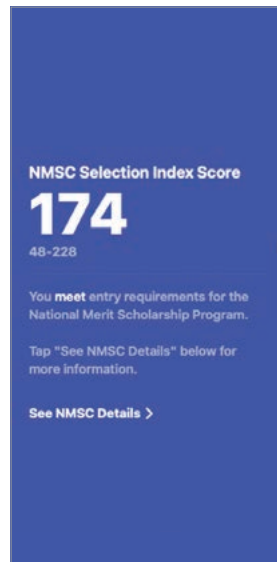 NMSC Selection Index Score
174
48-228
You meet entry requirements for the
National Merit Scholarship Program.
Tap "See NMSC Details" below for
more information.
See NMSC Details >